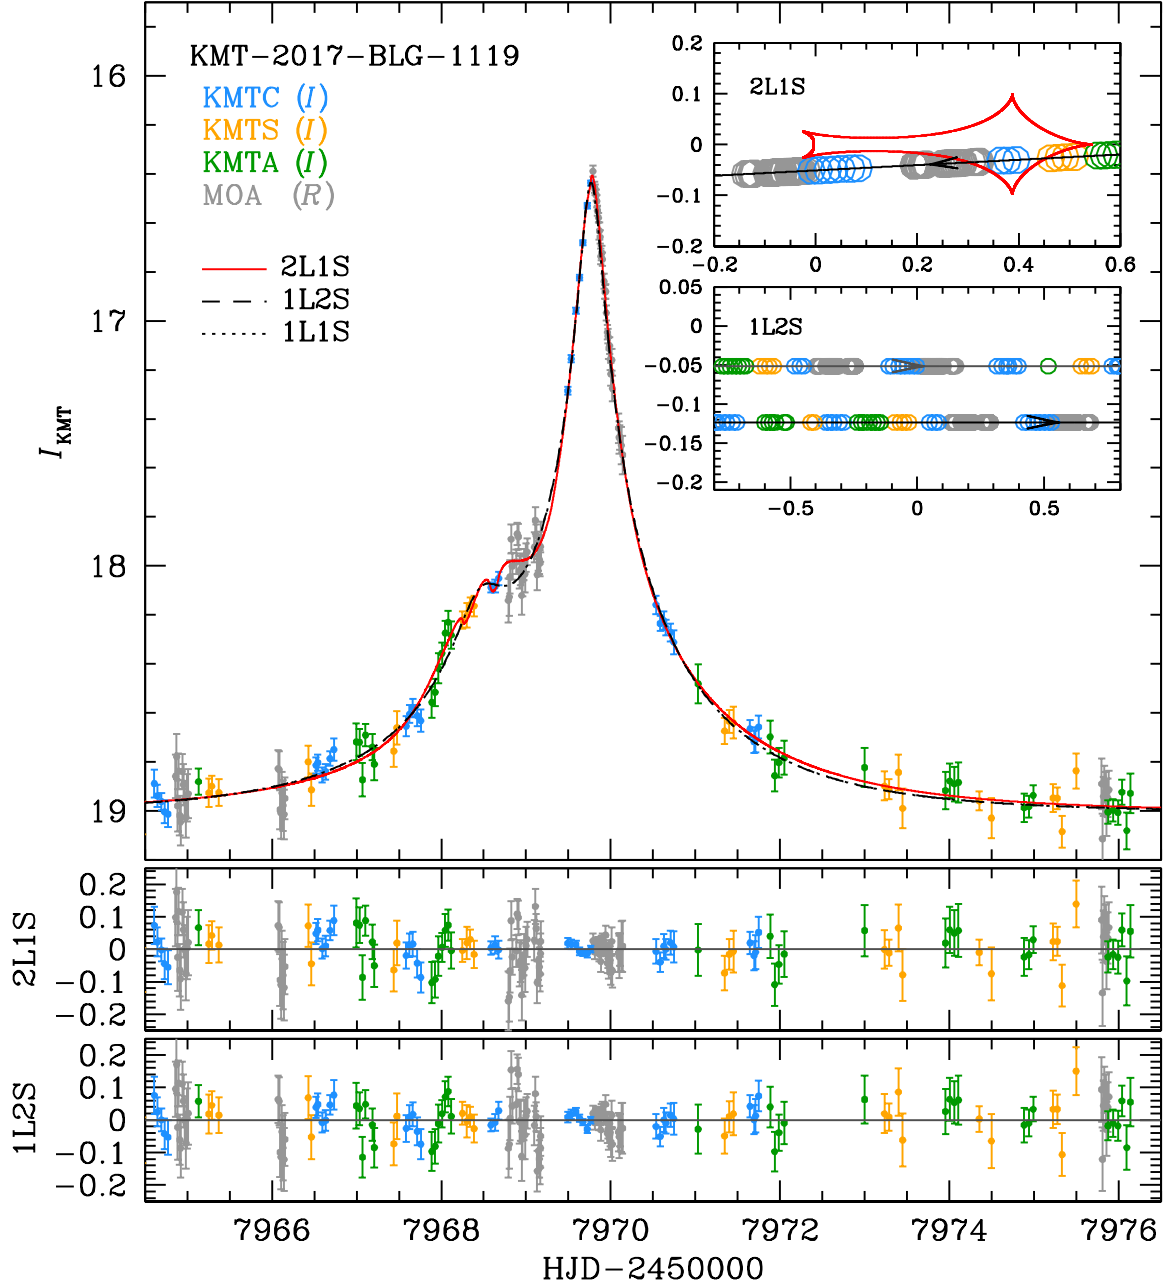 KMT-2017-BLG-1119
KMTC (I)
KMTS (I)
KMTA (I)
MOA (R)
2L1S
1L2S
1L1S
16
17
18
19
I_KMT
2L1S
0.2
0.1
0
-0.1
-0.2
-0.2 0 0.2 0.4 0.6
1L2S
0.05
0
-0.05
-0.1
-0.15
-0.2
-0.5 0 0.5
2L1S
0.2
0.1
0
-0.1
-0.2
1L2S
0.2
0.1
0
-0.1
-0.2
7966 7968 7970 7972 7974 7976
HJD-2450000